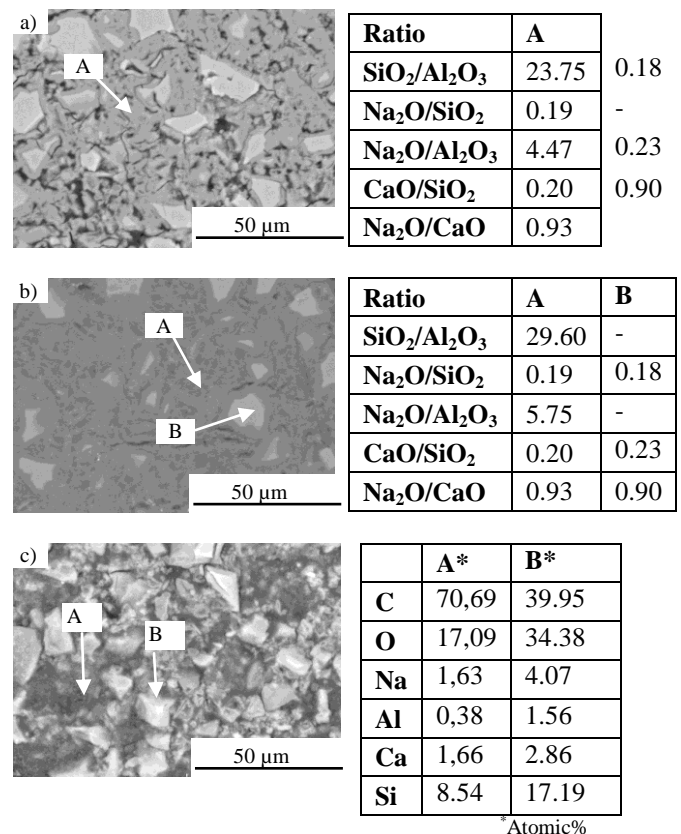 a)
A
50 µm
Ratio A
SiO₂/Al₂O₃ 23.75 0.18
Na₂O/SiO₂ 0.19 -
Na₂O/Al₂O₃ 4.47 0.23
CaO/SiO₂ 0.20 0.90
Na₂O/CaO 0.93
b)
A
B
50 µm
Ratio A B
SiO₂/Al₂O₃ 29.60 -
Na₂O/SiO₂ 0.19 0.18
Na₂O/Al₂O₃ 5.75 -
CaO/SiO₂ 0.20 0.23
Na₂O/CaO 0.93 0.90
c)
A B
50 µm
A* B*
C 70,69 39.95
O 17,09 34.38
Na 1,63 4.07
Al 0,38 1.56
Ca 1,66 2.86
Si 8.54 17.19
*Atomic%